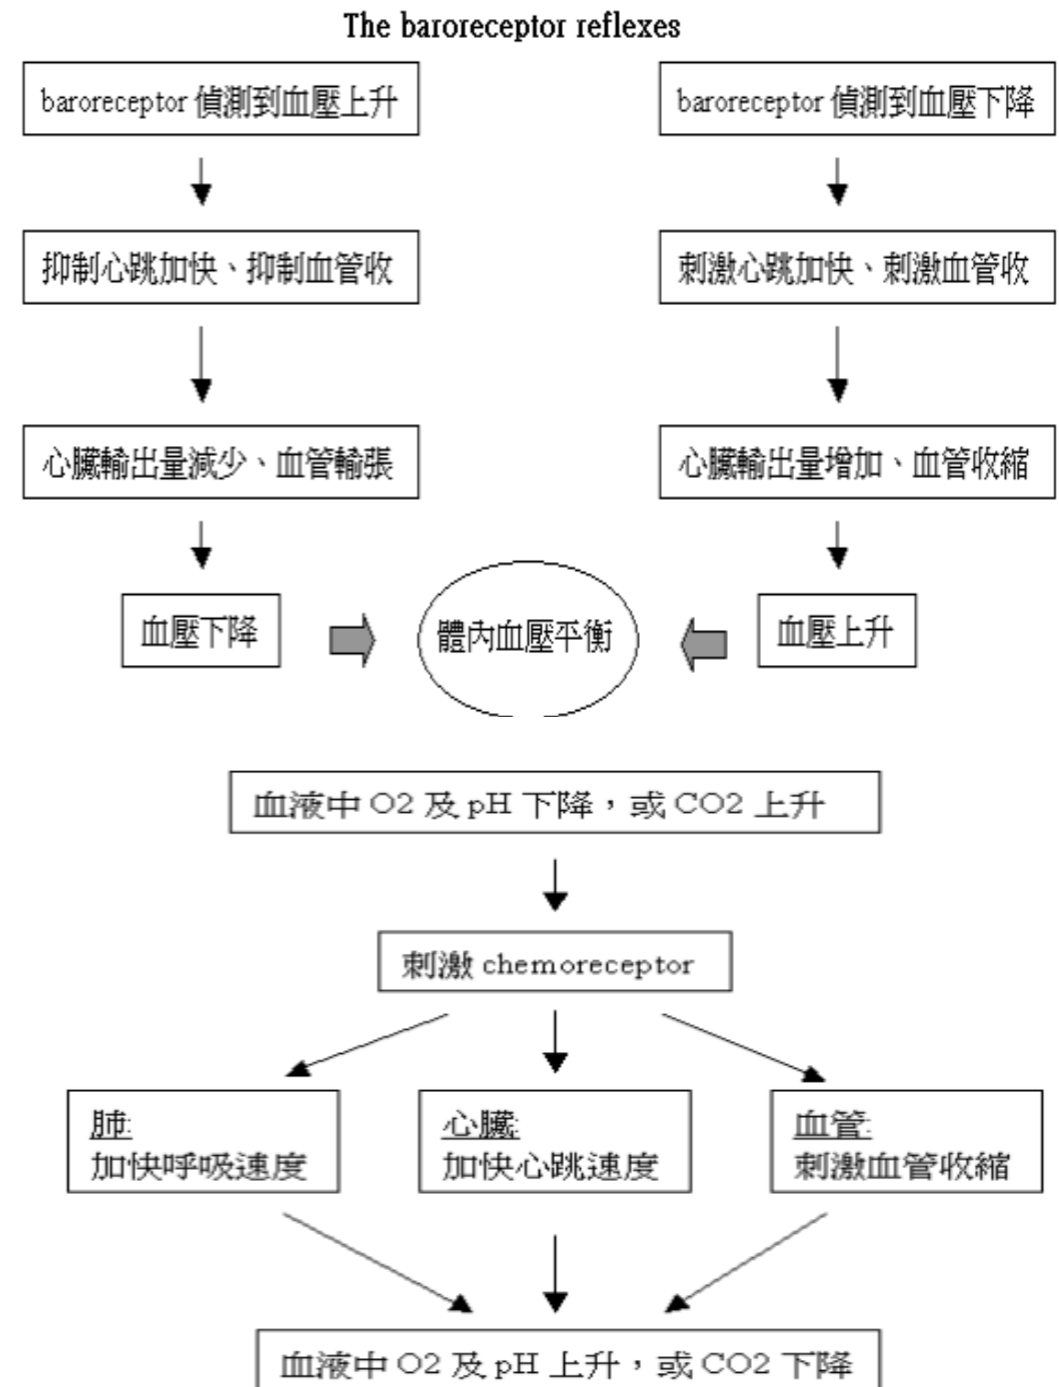 The baroreceptor reflexes
baroreceptor 偵測到血壓上升
baroreceptor 偵測到血壓下降
抑制心跳加快、抑制血管收
刺激心跳加快、刺激血管收
心臟輸出量減少、血管輸張
心臟輸出量增加、血管收縮
血壓下降
體內血壓平衡
血壓上升
血液中 O2 及 pH 下降，或 CO2 上升
刺激 chemoreceptor
肺:
加快呼吸速度
心臟:
加快心跳速度
血管:
刺激血管收縮
血液中 O2 及 pH 上升，或 CO2 下降